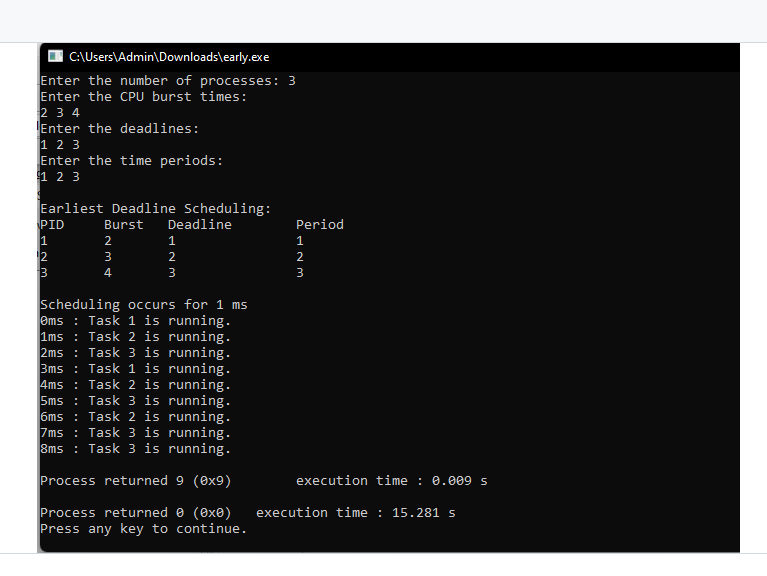 C:\Users\Admin\Downloads\early.exe
Enter the number of processes: 3
Enter the CPU burst times:
2 3 4
Enter the deadlines:
1 2 3
Enter the time periods:
1 2 3
Earliest Deadline Scheduling:
PID Burst Deadline Period
1 2 1 1
2 3 2 2
3 4 3 3
Scheduling occurs for 1 ms
0ms : Task 1 is running.
1ms : Task 2 is running.
2ms : Task 3 is running.
3ms : Task 1 is running.
4ms : Task 2 is running.
5ms : Task 3 is running.
6ms : Task 2 is running.
7ms : Task 3 is running.
8ms : Task 3 is running.
Process returned 9 (0x9) execution time : 0.009 s
Process returned 0 (0x0) execution time : 15.281 s
Press any key to continue.